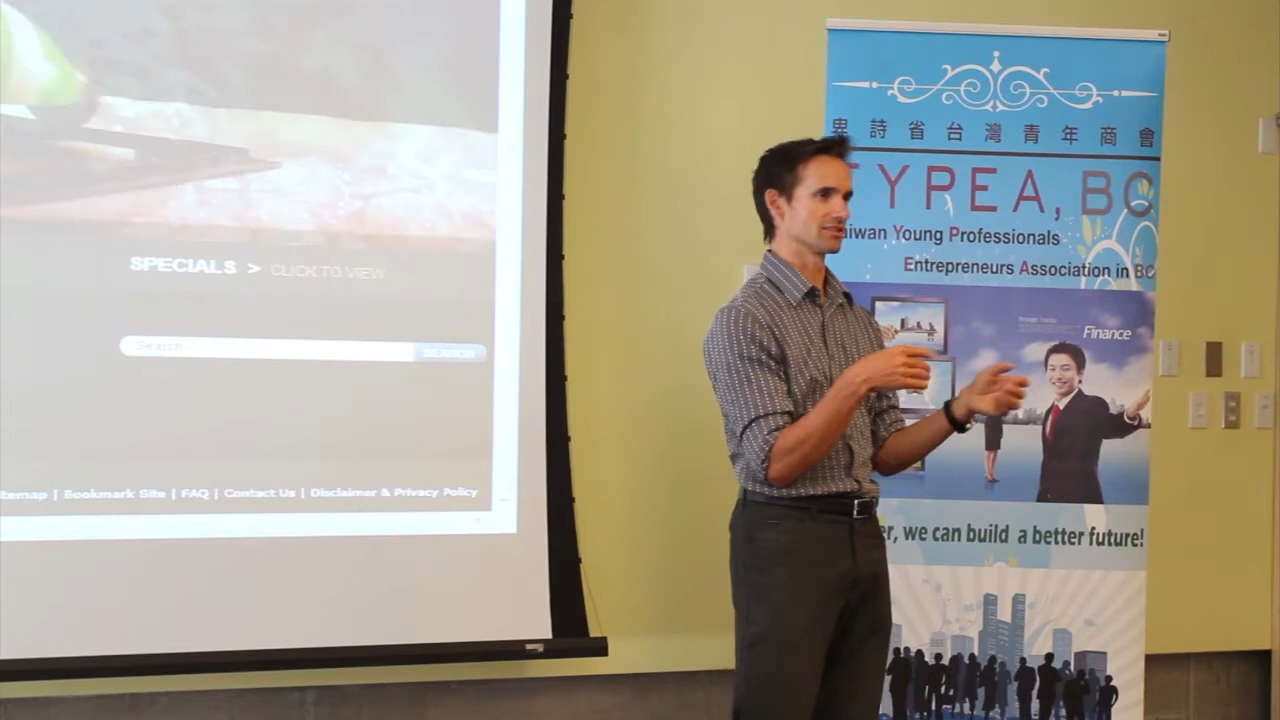 SPECIALS > CLICK TO VIEW
Search
SEARCH
itemap | Bookmark Site | FAQ | Contact Us | Disclaimer & Privacy Policy
卑詩省台灣青年商會
TYPEA, BC
aiwan Young Professionals
Entrepreneurs Association in BC
Finance
er, we can build a better future!